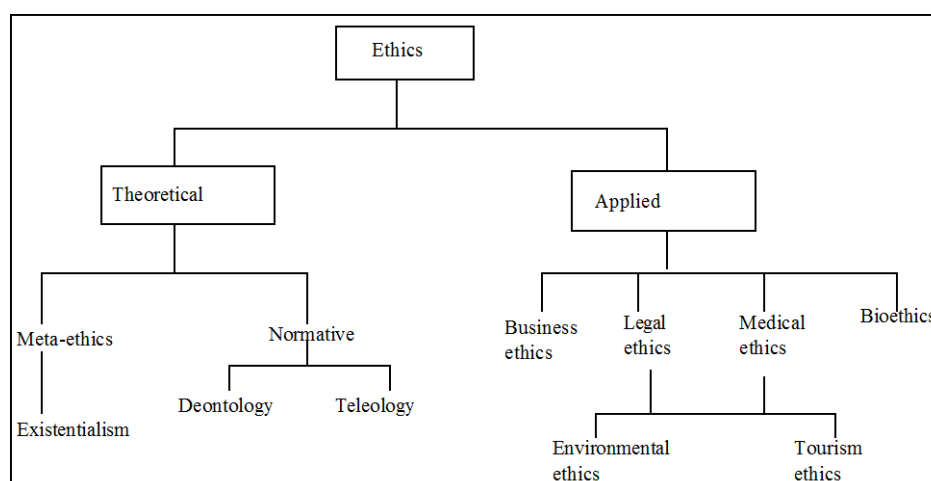 Ethics
Theoretical
Applied
Meta-ethics
Normative
Business
ethics
Legal
ethics
Medical
ethics
Bioethics
Existentialism
Deontology
Teleology
Environmental
ethics
Tourism
ethics